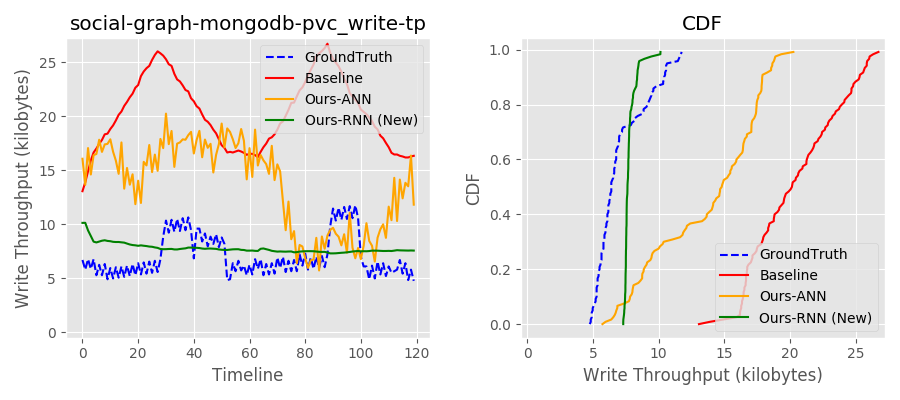 social-graph-mongodb-pvc_write-tp
Write Throughput (kilobytes)
25
20
15
10
5
0
0
20
40
60
80
100
120
Timeline
GroundTruth
Baseline
Ours-ANN
Ours-RNN (New)
CDF
CDF
1.0
0.8
0.6
0.4
0.2
0.0
0
5
10
15
20
25
Write Throughput (kilobytes)
GroundTruth
Baseline
Ours-ANN
Ours-RNN (New)